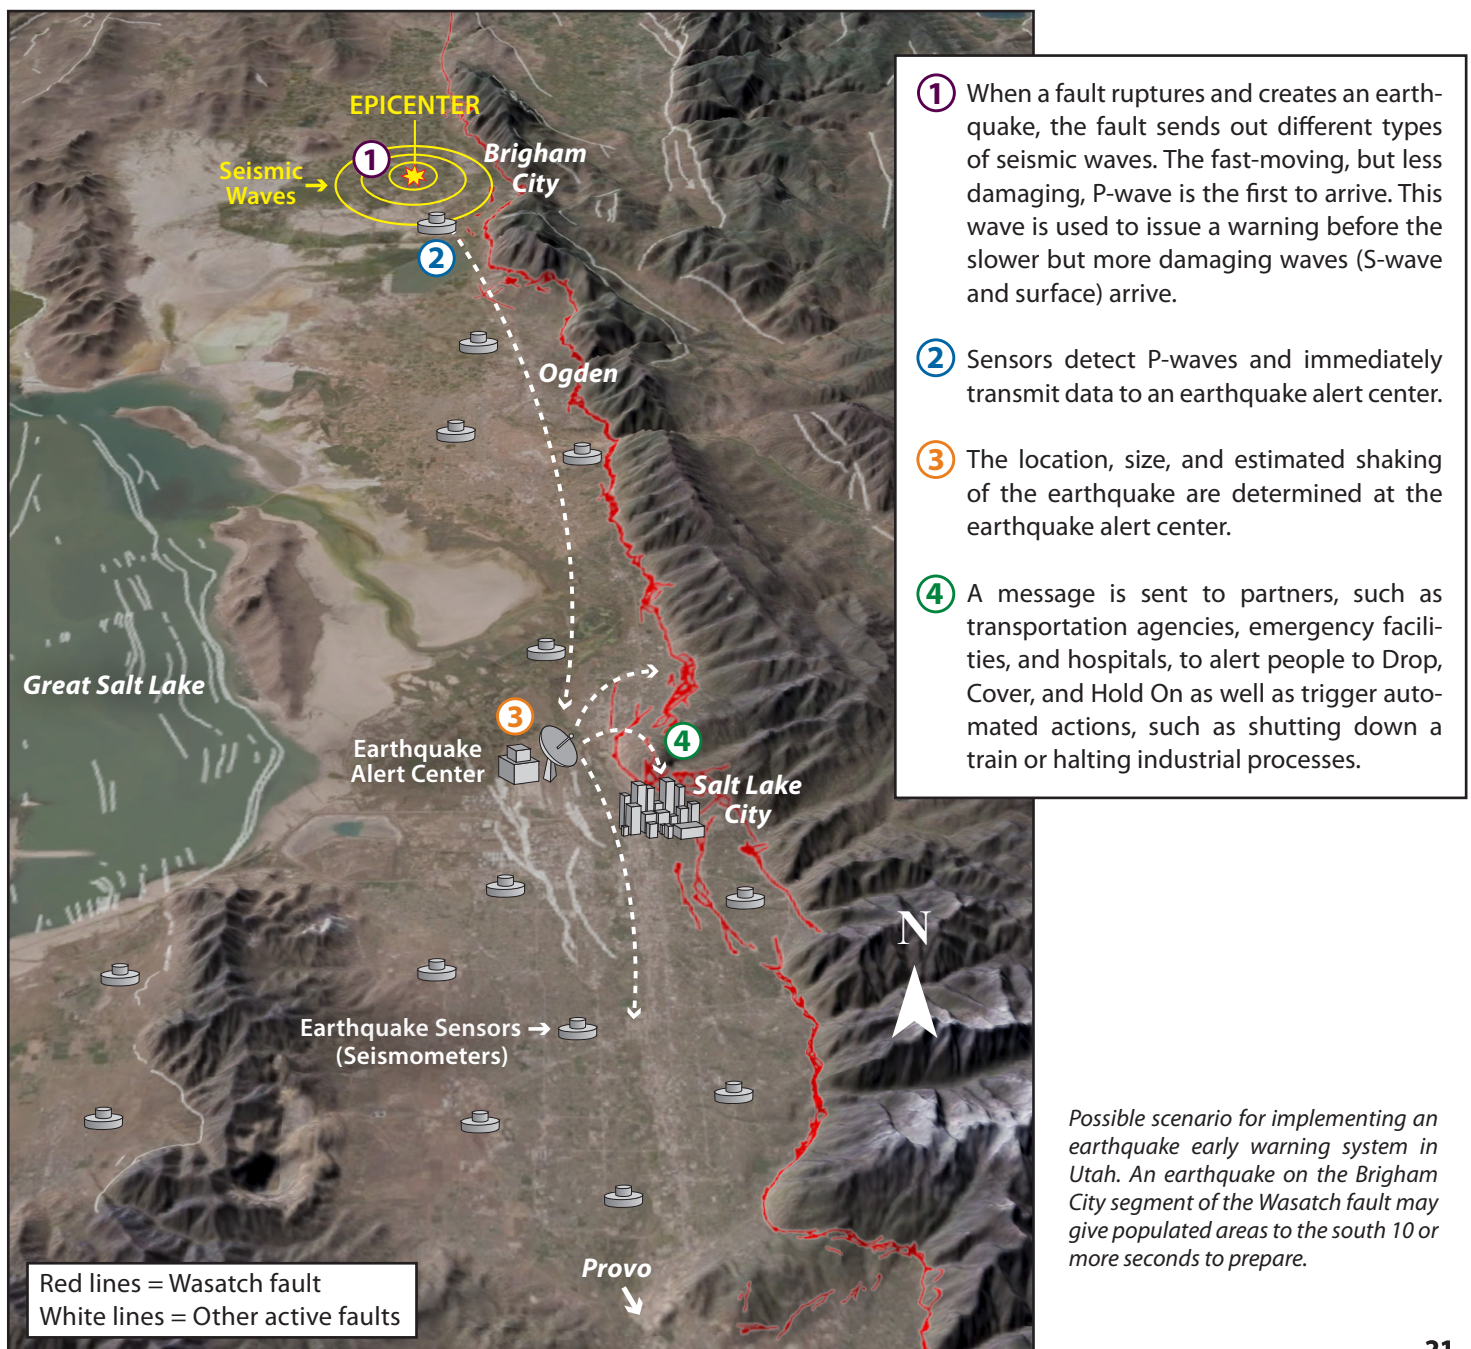 EPICENTER
1
Seismic
Waves →
Brigham
City
2
Ogden
Great Salt Lake
3
Earthquake
Alert Center
4
Salt Lake
City
N
Earthquake Sensors →
(Seismometers)
Provo
Red lines = Wasatch fault
White lines = Other active faults
1 When a fault ruptures and creates an earth-
quake, the fault sends out different types
of seismic waves. The fast-moving, but less
damaging, P-wave is the first to arrive. This
wave is used to issue a warning before the
slower but more damaging waves (S-wave
and surface) arrive.
2 Sensors detect P-waves and immediately
transmit data to an earthquake alert center.
3 The location, size, and estimated shaking
of the earthquake are determined at the
earthquake alert center.
4 A message is sent to partners, such as
transportation agencies, emergency facili-
ties, and hospitals, to alert people to Drop,
Cover, and Hold On as well as trigger auto-
mated actions, such as shutting down a
train or halting industrial processes.
Possible scenario for implementing an
earthquake early warning system in
Utah. An earthquake on the Brigham
City segment of the Wasatch fault may
give populated areas to the south 10 or
more seconds to prepare.